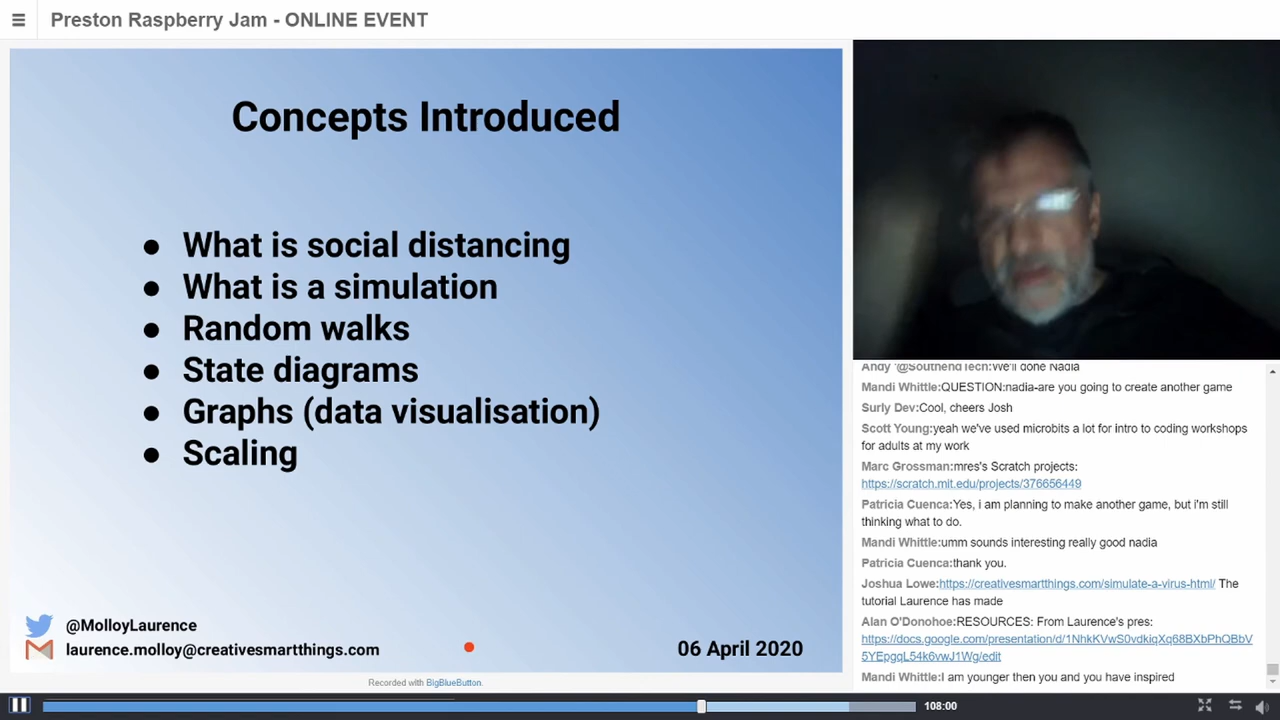 Preston Raspberry Jam - ONLINE EVENT
Concepts Introduced
● What is social distancing
● What is a simulation
● Random walks
● State diagrams
● Graphs (data visualisation)
● Scaling
@MolloyLaurence
laurence.molloy@creativesmartthings.com
06 April 2020
Recorded with BigBlueButton.
Andy '@SouthendTech:We'll done Nadia
Mandi Whittle:QUESTION:nadia-are you going to create another game
Surly Dev:Cool, cheers Josh
Scott Young:yeah we've used microbits a lot for intro to coding workshops
for adults at my work
Marc Grossman:mres's Scratch projects:
https://scratch.mit.edu/projects/376656449
Patricia Cuenca:Yes, i am planning to make another game, but i'm still
thinking what to do.
Mandi Whittle:umm sounds interesting really good nadia
Patricia Cuenca:thank you.
Joshua Lowe:https://creativesmartthings.com/simulate-a-virus-html/ The
tutorial Laurence has made
Alan O'Donohoe:RESOURCES: From Laurence's pres:
https://docs.google.com/presentation/d/1NhkKVwS0vdkiqXq68BXbPhQBbV
5YEpgqL54k6vwJ1Wg/edit
Mandi Whittle:I am younger then you and you have inspired
108:00